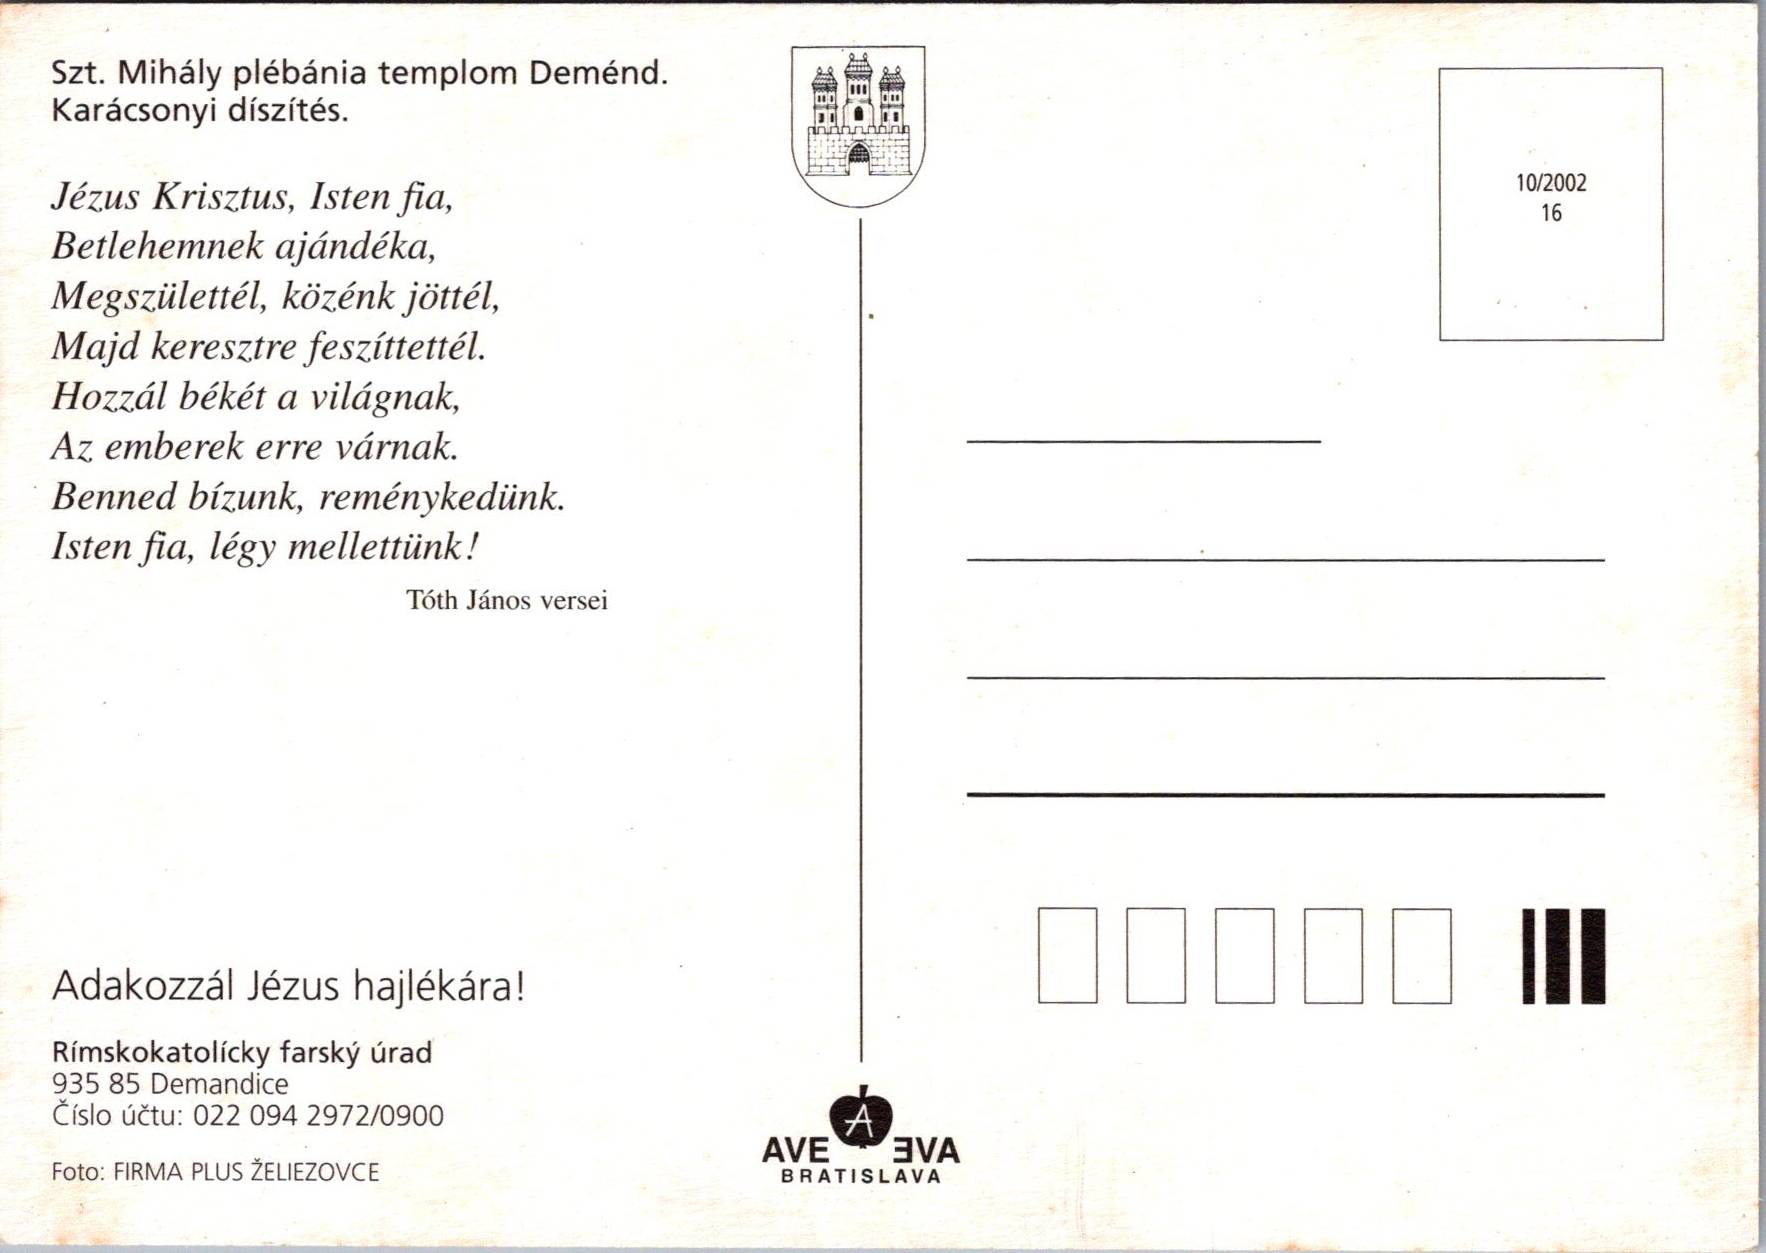 Szt. Mihály plébánia templom Deménd.
Karácsonyi díszítés.
Jézus Krisztus, Isten fia,
Betlehemnek ajándéka,
Megszülettél, közénk jöttél,
Majd keresztre feszíttettél.
Hozzál békét a világnak,
Az emberek erre várnak.
Benned bízunk, reménykedünk.
Isten fia, légy mellettünk!
Tóth János versei
Adakozzál Jézus hajlékára!
Rímskokatolícky farský úrad
935 85 Demandice
Číslo účtu: 022 094 2972/0900
Foto: FIRMA PLUS ŽELIEZOVCE
A
AVE EVA
BRATISLAVA
10/2002
16